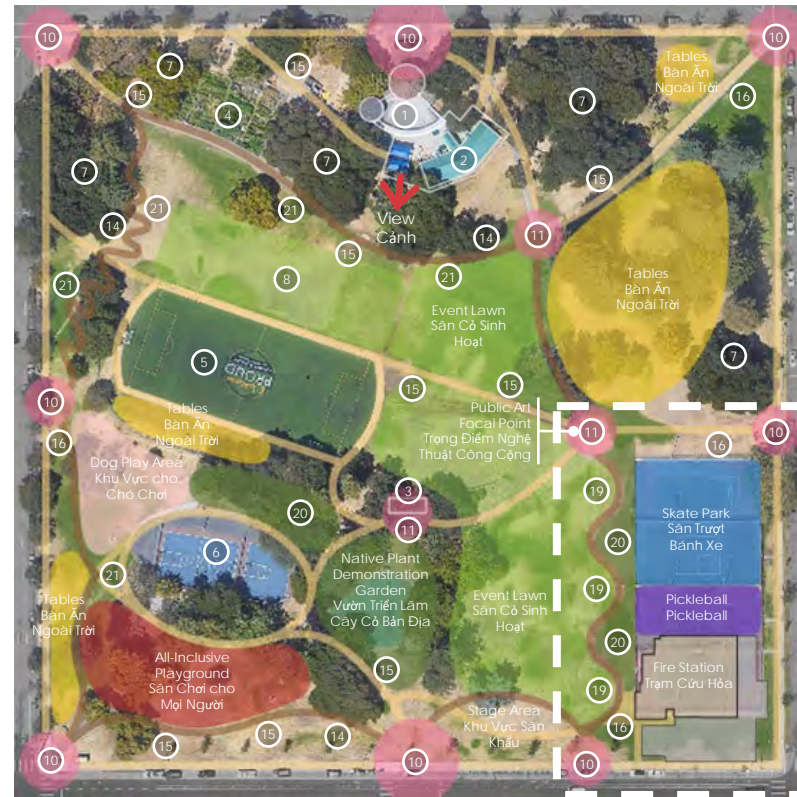 10
10
10
Tables
Bàn Ăn
Ngoài Trời
7
15
7
15
16
4
1
7
7
7
2
15
View
Cảnh
21
21
14
14
11
15
21
8
21
Tables
Bàn Ăn
Ngoài Trời
Event Lawn
Sân Cỏ Sinh
Hoạt
7
5
PROUD
15
15
10
Tables
Bàn Ăn
Ngoài Trời
Public Art
Focal Point
Trọng Điểm Nghệ
Thuật Công Cộng
11
10
16
16
Dog Play Area
Khu Vực cho
Chó Chơi
3
19
20
11
Skate Park
Sân Trượt
Bánh Xe
6
20
Native Plant
Demonstration
Garden
Vườn Triển Lãm
Cây Cỏ Bản Địa
21
Event Lawn
Sân Cỏ Sinh
Hoạt
19
Pickleball
Pickleball
Tables
Bàn Ăn
Ngoài Trời
20
Fire Station
Trạm Cứu Hỏa
All-Inclusive
Playground
Sân Chơi cho
Mọi Người
15
19
Stage Area
Khu Vực Sân
Khấu
16
15
15
14
10
10
10